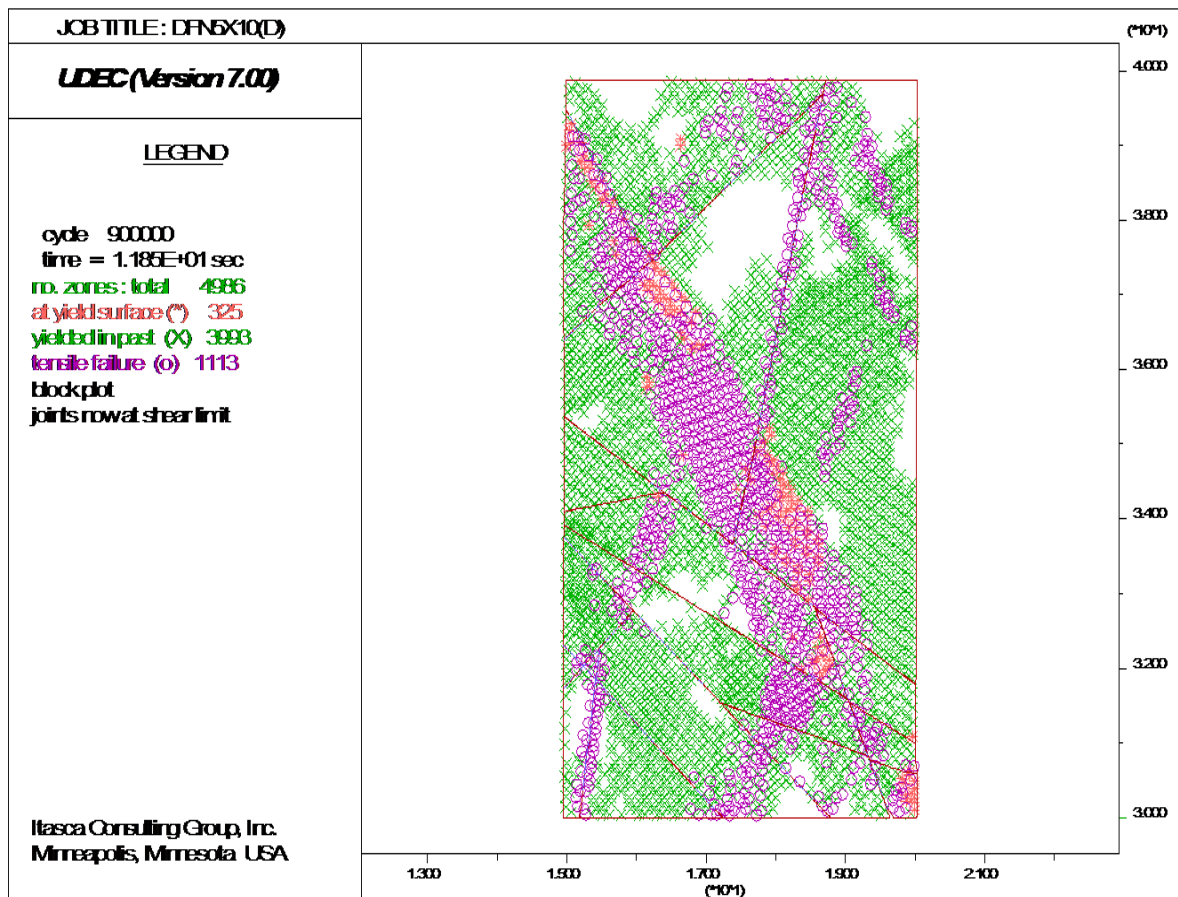 JOB TITLE : DFN5X10(D)
(*10^1)
UDEC (Version 7.00)
LEGEND
cycle 900000
time = 1.185E+01 sec
no. zones : total 4986
at yield surface (*) 325
yielded in past (X) 3993
tensile failure (o) 1113
block plot
joints now at shear limit
Itasca Consulting Group, Inc.
Minneapolis, Minnesota USA
4.000
3.800
3.600
3.400
3.200
3.000
1.300 1.500 1.700 1.900 2.100
(*10^1)